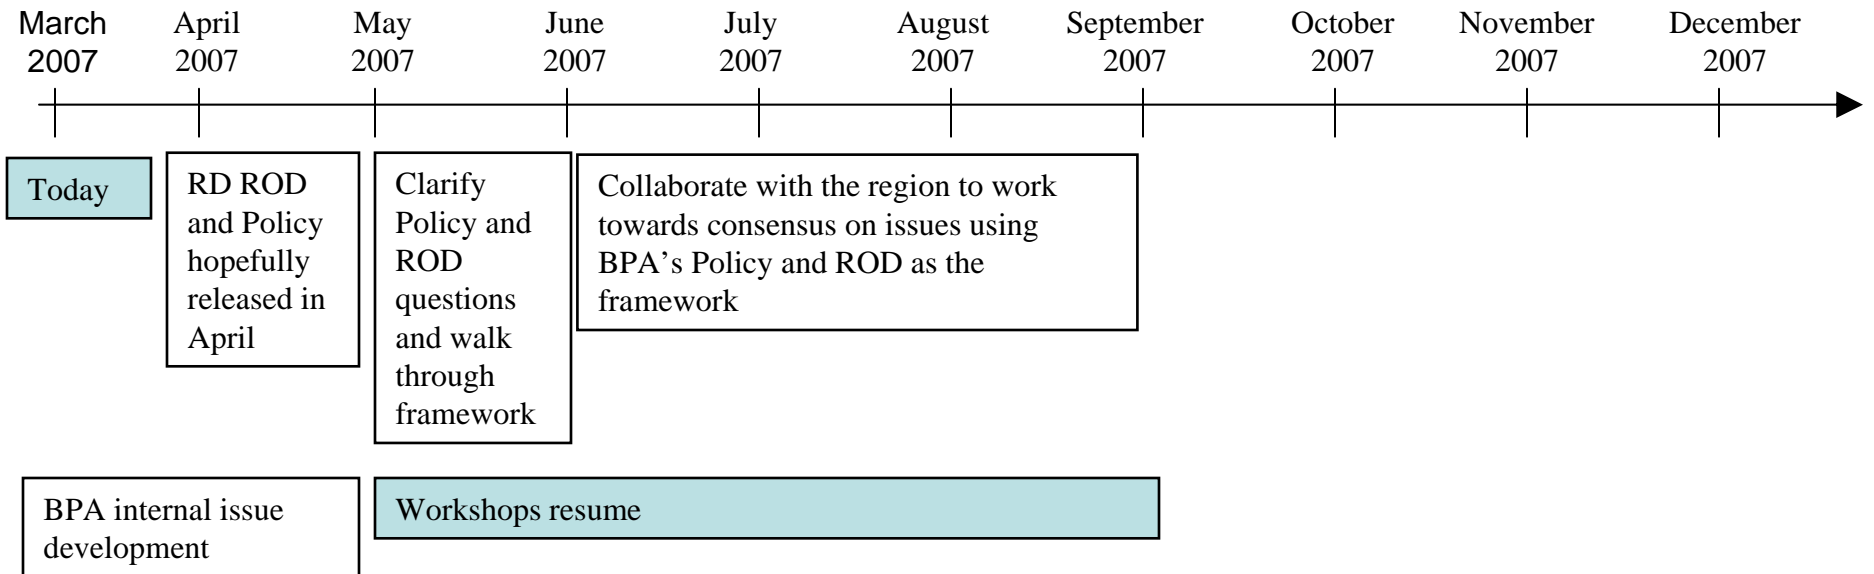 March April May June July August September October November December
2007 2007 2007 2007 2007 2007 2007 2007 2007 2007
Today
RD ROD
and Policy
hopefully
released in
April
Clarify
Policy and
ROD
questions
and walk
through
framework
Collaborate with the region to work
towards consensus on issues using
BPA’s Policy and ROD as the
framework
BPA internal issue
development
Workshops resume